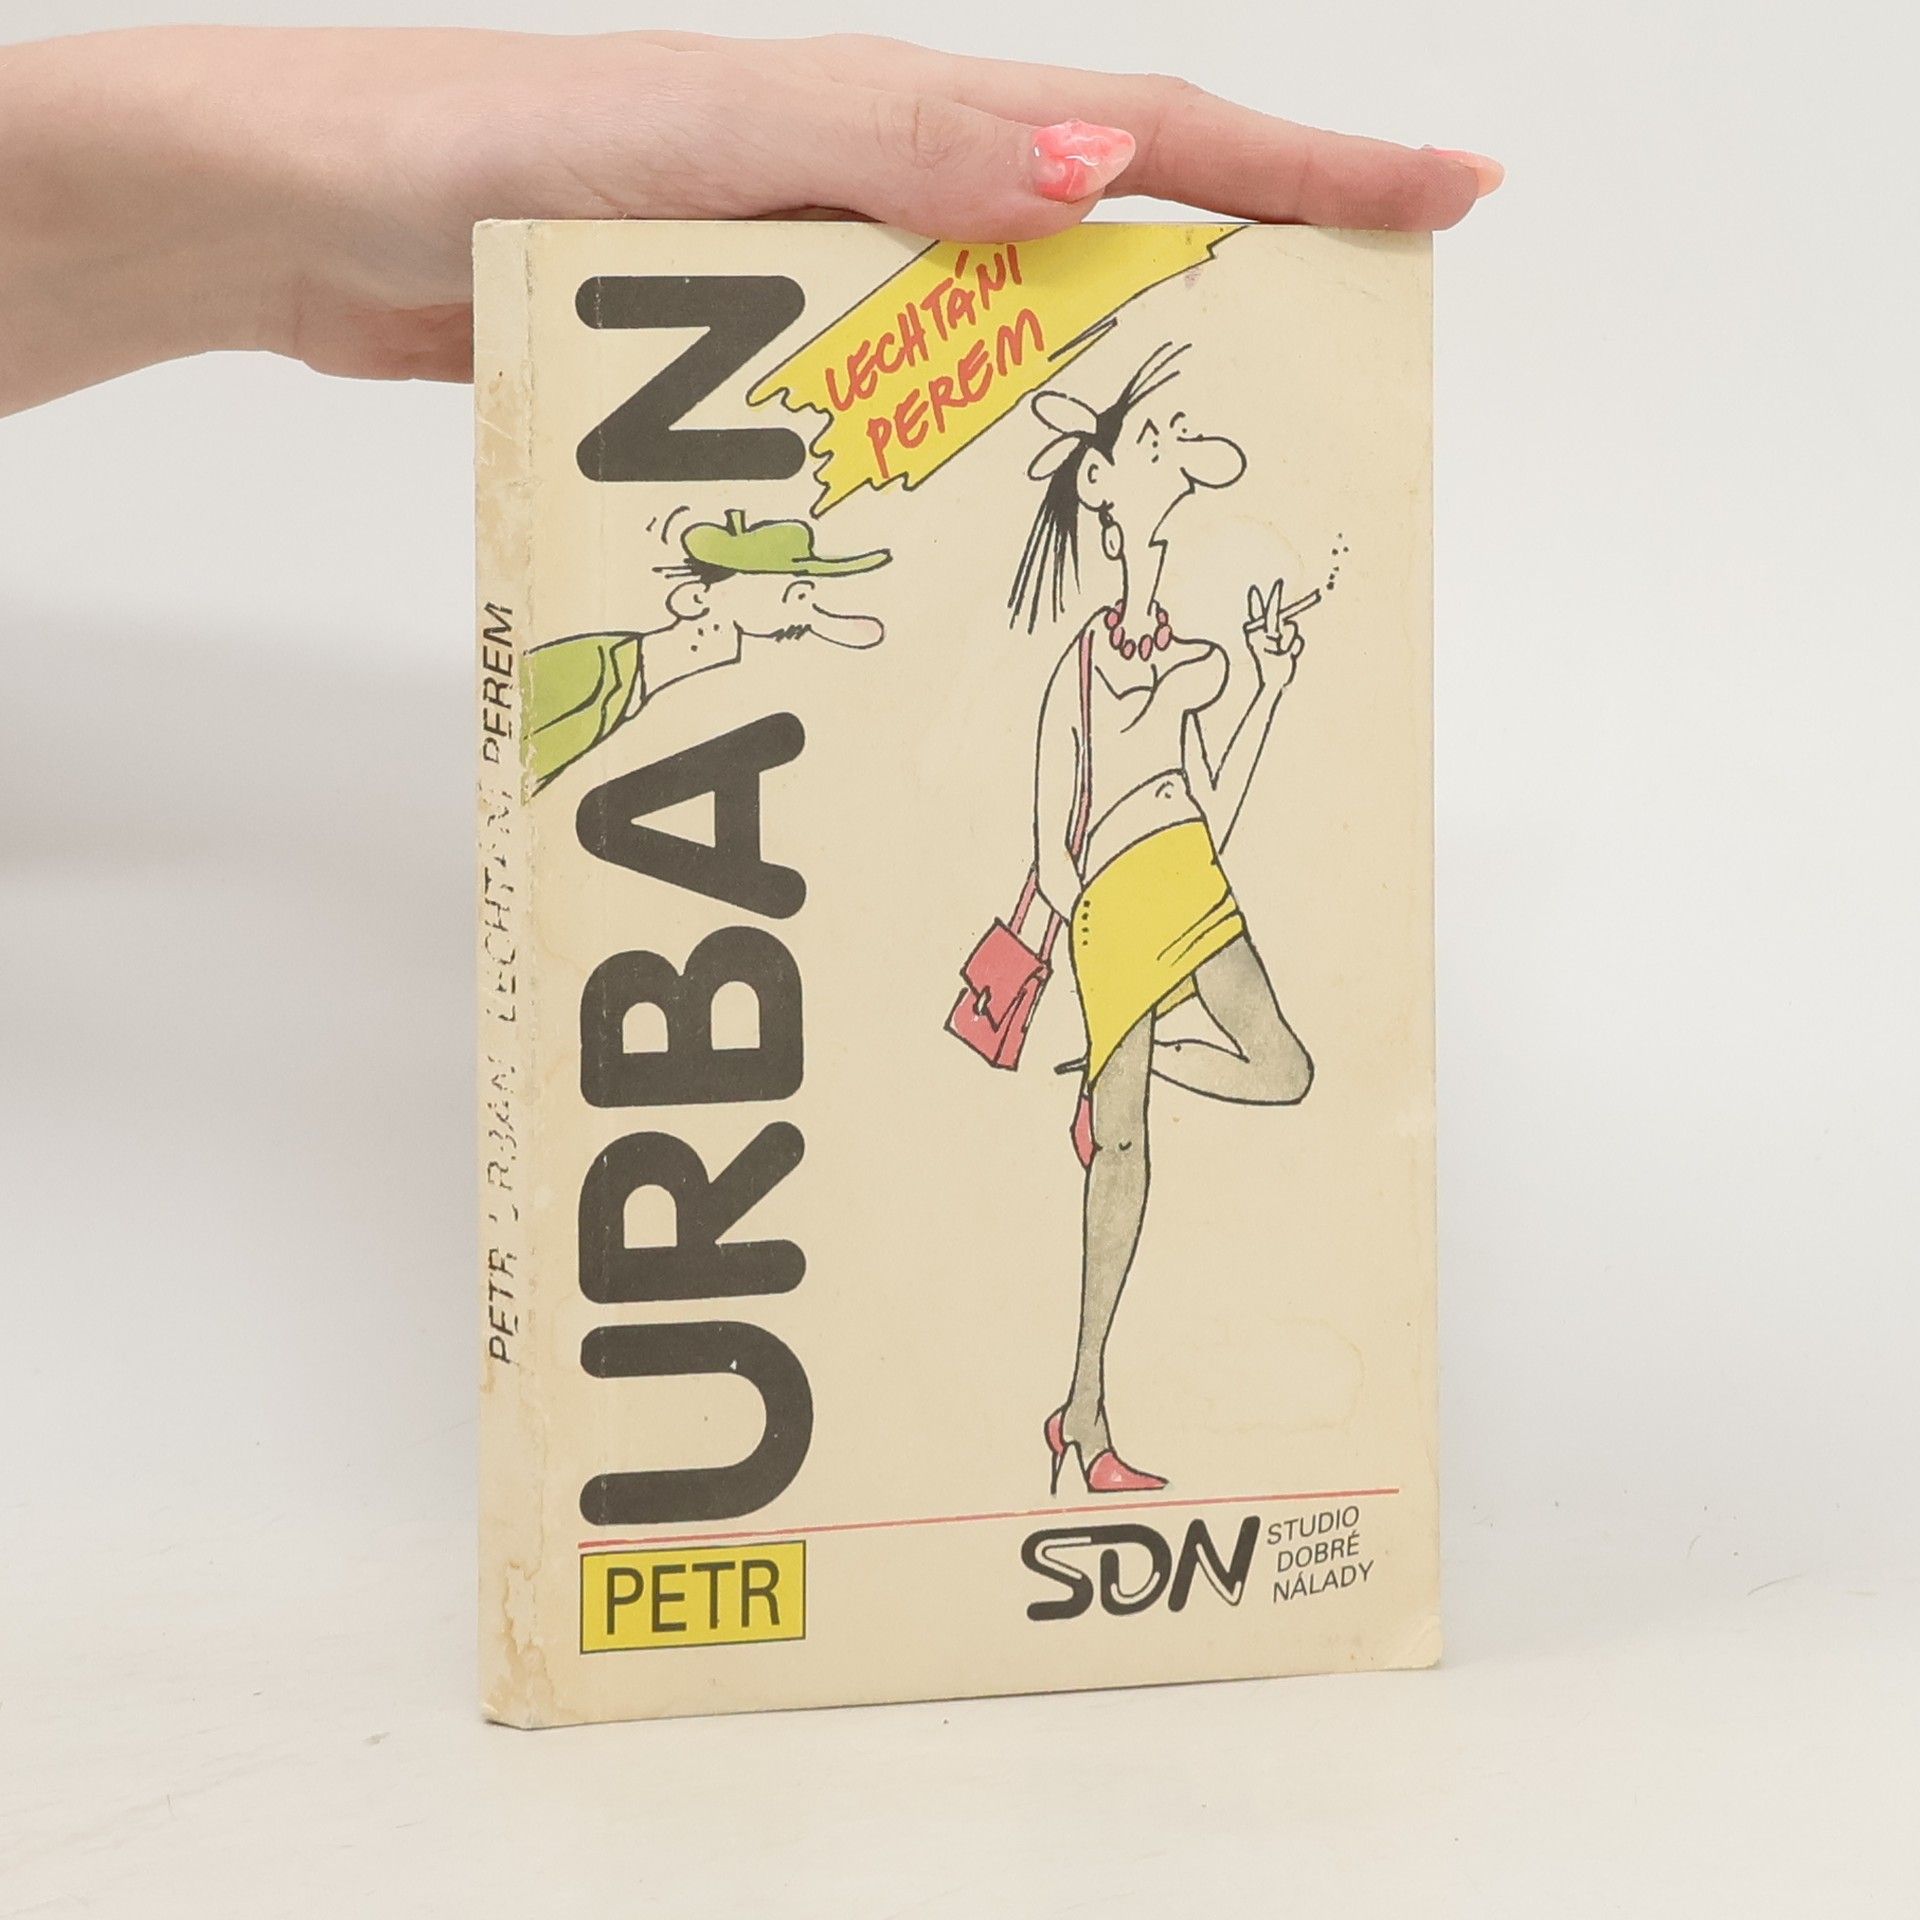 LECHTÁNÍ
PEREM
URBAN
PETR
SDN
STUDIO
DOBRÉ
NÁLADY
PETR URBAN LECHTÁNÍ PEREM